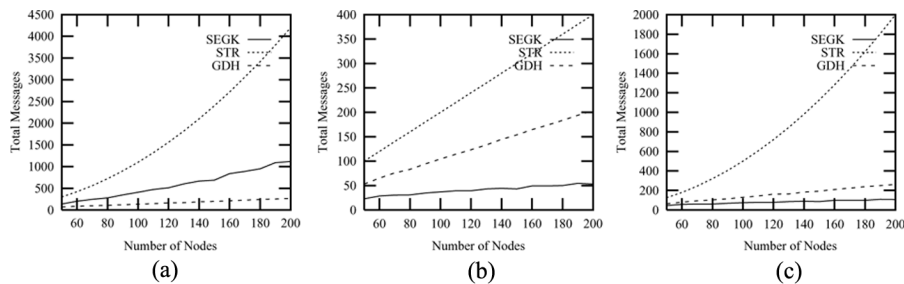 4500
4000
3500
3000
2500
2000
1500
1000
500
0
Total Messages
SEGK
STR
GDH
60 80 100 120 140 160 180 200
Number of Nodes
(a)
400
350
300
250
200
150
100
50
0
Total Messages
SEGK
STR
GDH
60 80 100 120 140 160 180 200
Number of Nodes
(b)
2000
1800
1600
1400
1200
1000
800
600
400
200
0
Total Messages
SEGK
STR
GDH
60 80 100 120 140 160 180 200
Number of Nodes
(c)